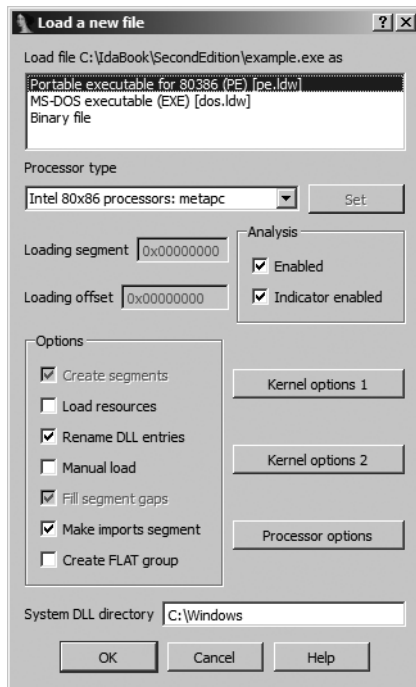 Load a new file
Load file C:\IdaBook\SecondEdition\example.exe as
Portable executable for 80386 (PE) [pe.ldw]
MS-DOS executable (EXE) [dos.ldw]
Binary file
Processor type
Intel 80x86 processors: metapc
Set
Loading segment 0x00000000
Loading offset 0x00000000
Analysis
Enabled
Indicator enabled
Options
Create segments
Load resources
Rename DLL entries
Manual load
Fill segment gaps
Make imports segment
Create FLAT group
Kernel options 1
Kernel options 2
Processor options
System DLL directory C:\Windows
OK Cancel Help